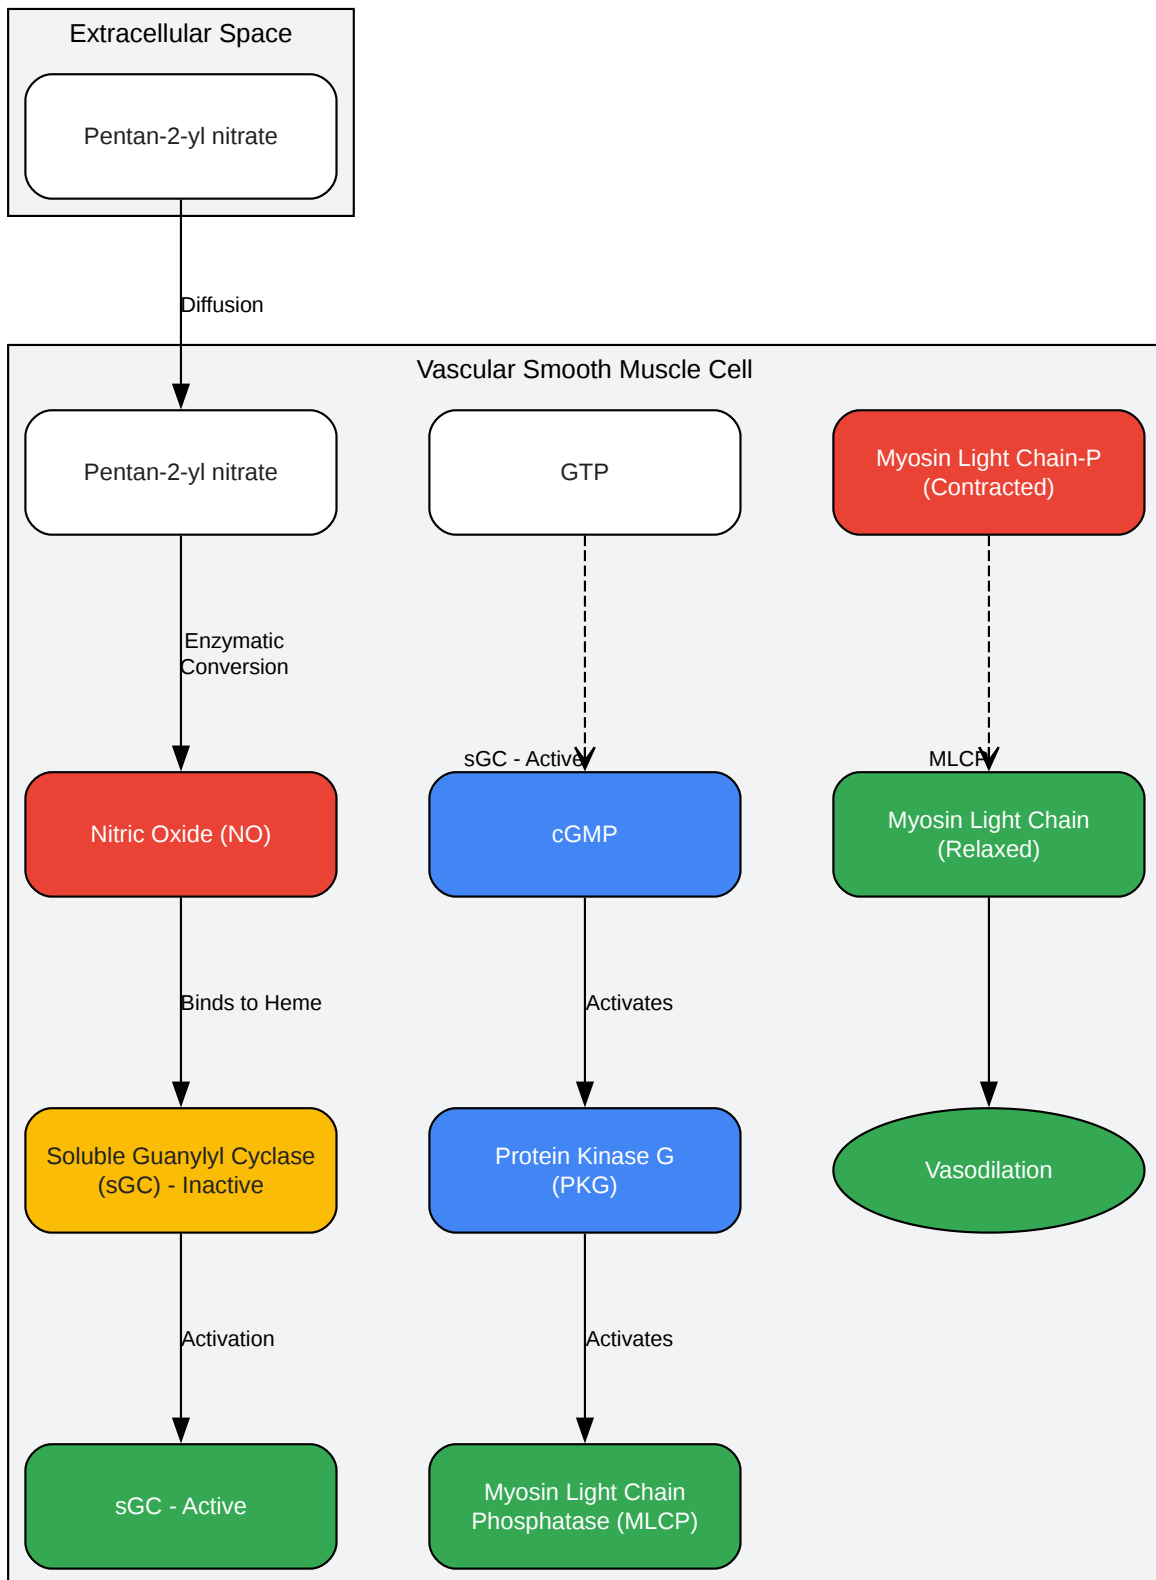 Extracellular Space
Pentan-2-yl nitrate
Diffusion
Vascular Smooth Muscle Cell
Pentan-2-yl nitrate
GTP
Myosin Light Chain-P
(Contracted)
Enzymatic
Conversion
sGC - Active
MLCP
Nitric Oxide (NO)
cGMP
Myosin Light Chain
(Relaxed)
Binds to Heme
Activates
Soluble Guanylyl Cyclase
(sGC) - Inactive
Protein Kinase G
(PKG)
Vasodilation
Activation
Activates
sGC - Active
Myosin Light Chain
Phosphatase (MLCP)